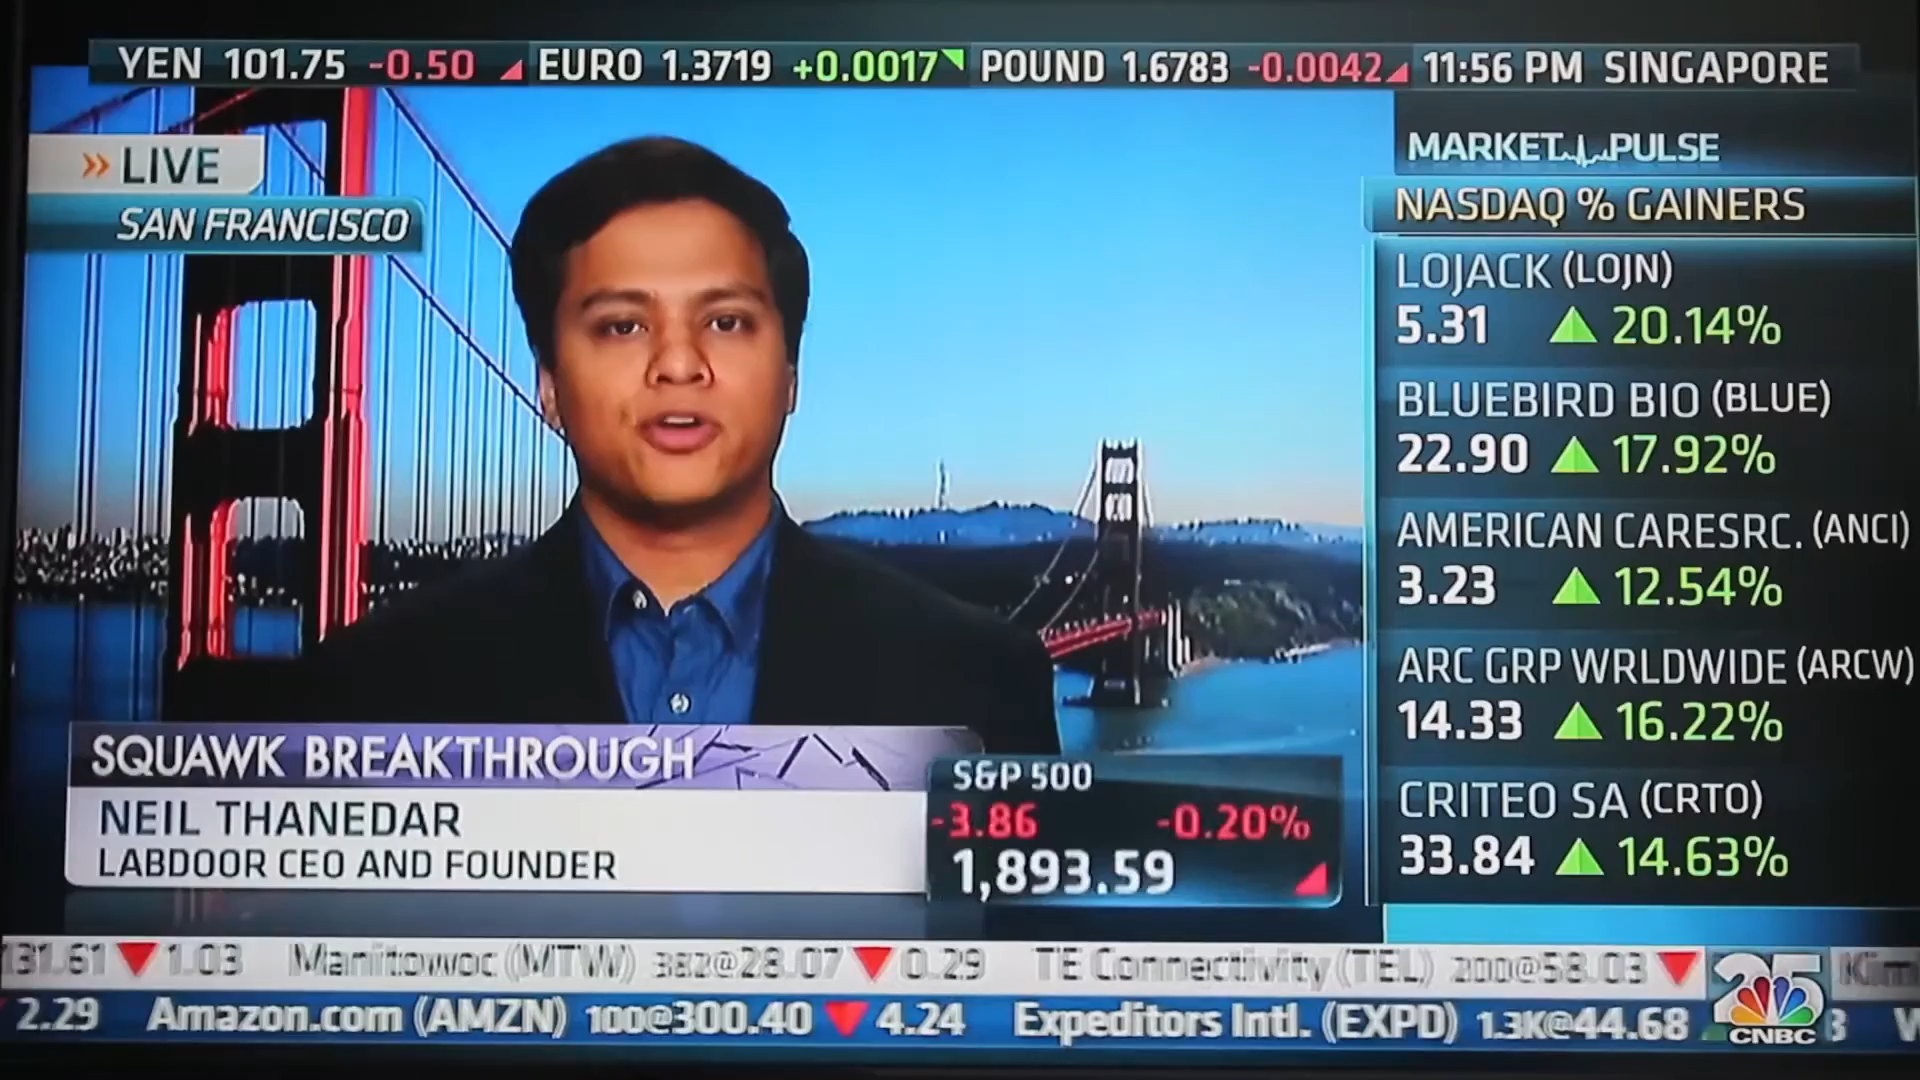 YEN 101.75 -0.50 EURO 1.3719 +0.0017 POUND 1.6783 -0.0042 11:56 PM SINGAPORE
LIVE
SAN FRANCISCO
MARKET PULSE
NASDAQ % GAINERS
LOJACK (LOJN)
5.31 20.14%
BLUEBIRD BIO (BLUE)
22.90 17.92%
AMERICAN CARESRC. (ANCI)
3.23 12.54%
ARC GRP WRLDWIDE (ARCW)
14.33 16.22%
CRITEO SA (CRTO)
33.84 14.63%
SQUAWK BREAKTHROUGH
NEIL THANEDAR
LABDOOR CEO AND FOUNDER
S&P 500
-3.86 -0.20%
1,893.59
131.61 1.03 Manitowoc (MTW) 382@28.07 0.29 TE Connectivity (TEL) 200@58.03
2.29 Amazon.com (AMZN) 100@300.40 4.24 Expeditors Intl. (EXPD) 1.3K@44.68
25
CNBC